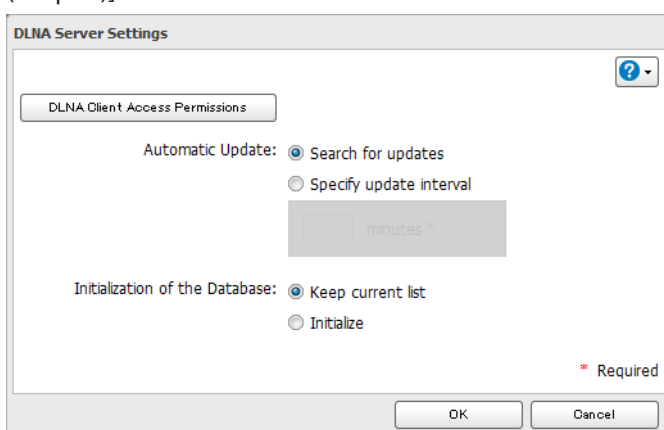 DLNA Server Settings
?
DLNA Client Access Permissions
Automatic Update: Search for updates
Specify update interval
minutes *
Initialization of the Database: Keep current list
Initialize
* Required
OK Cancel